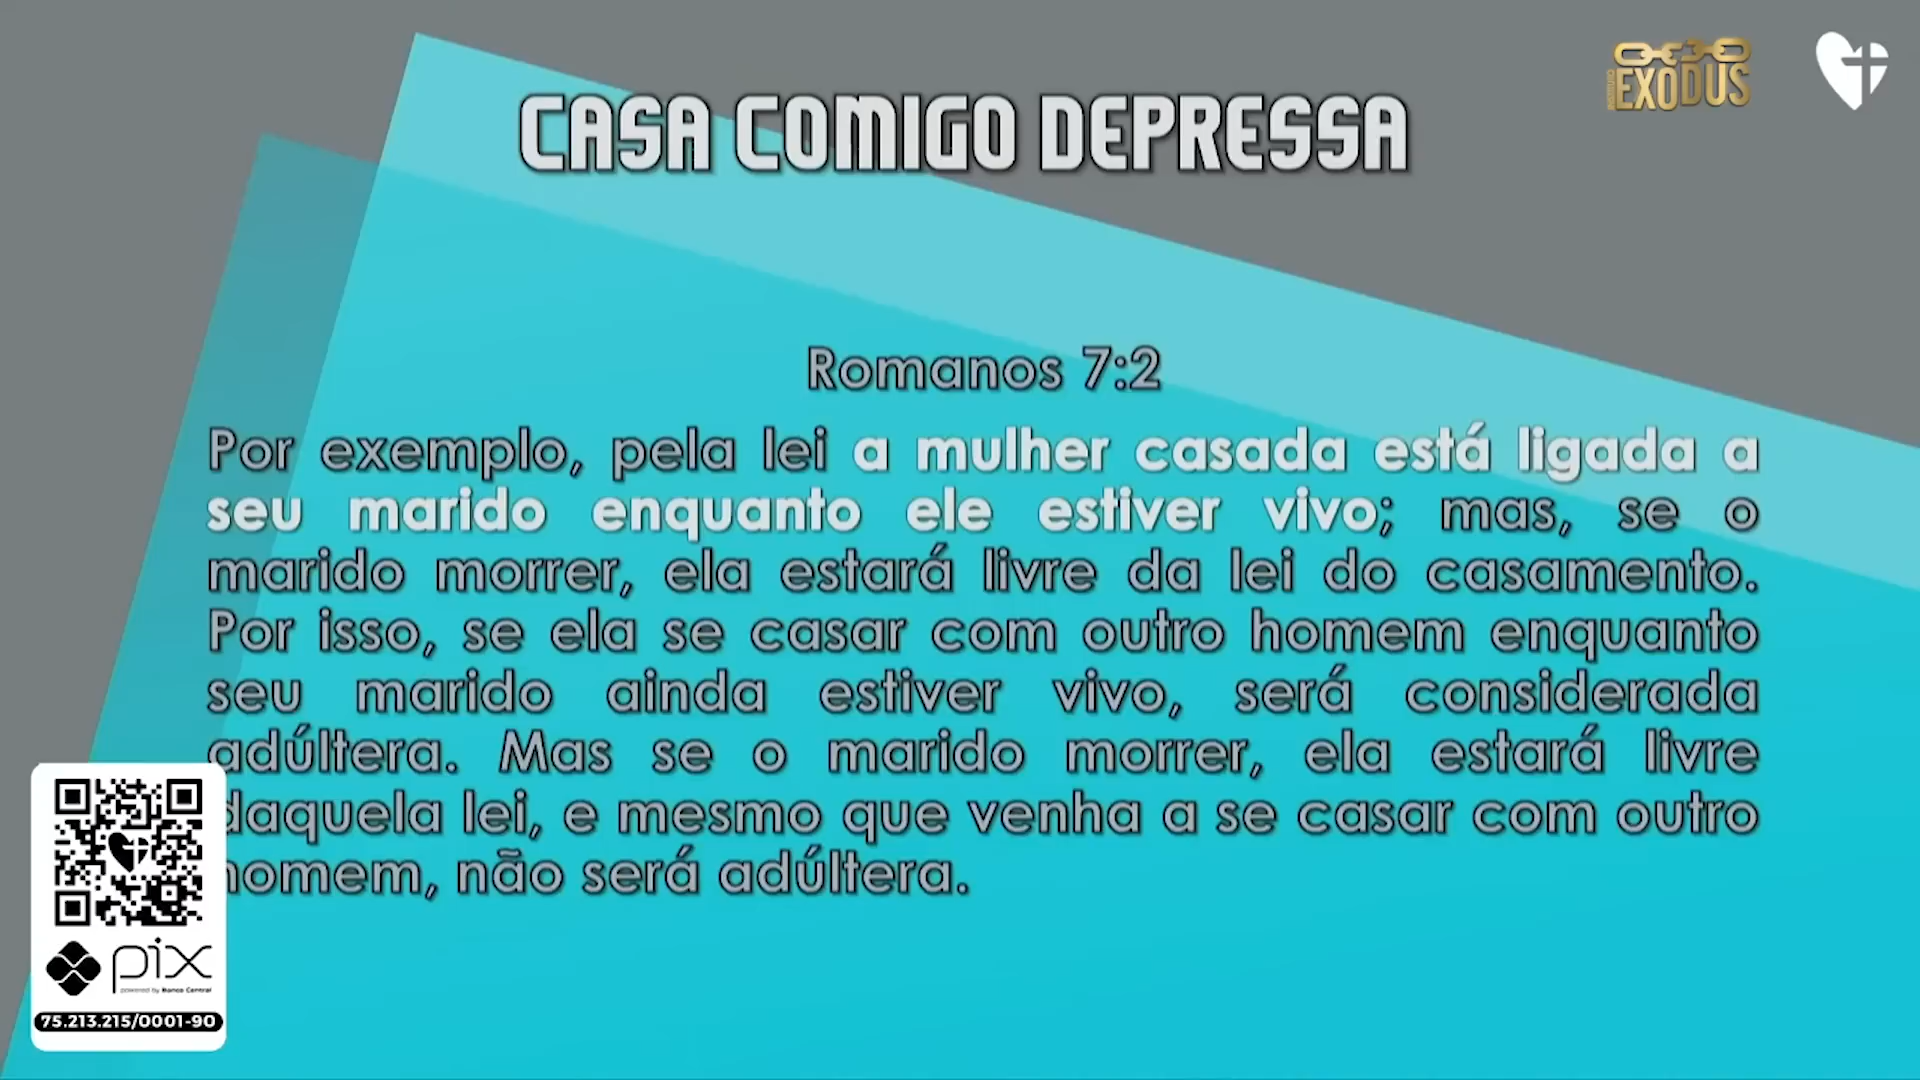 EXODUS
CASA COMIGO DEPRESSA
Romanos 7:2
Por exemplo, pela lei a mulher casada está ligada a
seu marido enquanto ele estiver vivo; mas, se o
marido morrer, ela estará livre da lei do casamento.
Por isso, se ela se casar com outro homem enquanto
seu marido ainda estiver vivo, será considerada
adúltera. Mas se o marido morrer, ela estará livre
daquela lei, e mesmo que venha a se casar com outro
homem, não será adúltera.
pix
powered by Banco Central
75.213.215/0001-90